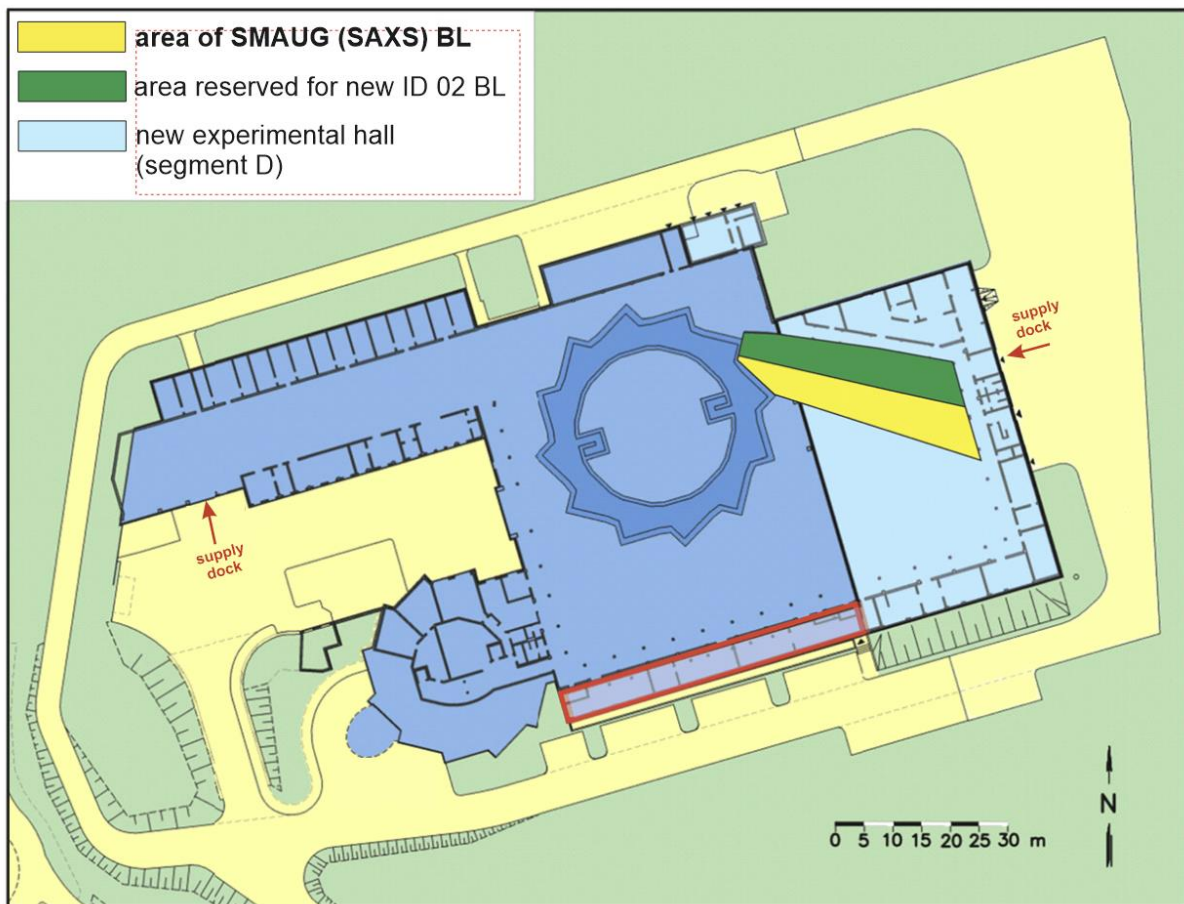 area of SMAUG (SAXS) BL
area reserved for new ID 02 BL
new experimental hall
(segment D)
supply
dock
supply
dock
N
0 5 10 15 20 25 30 m